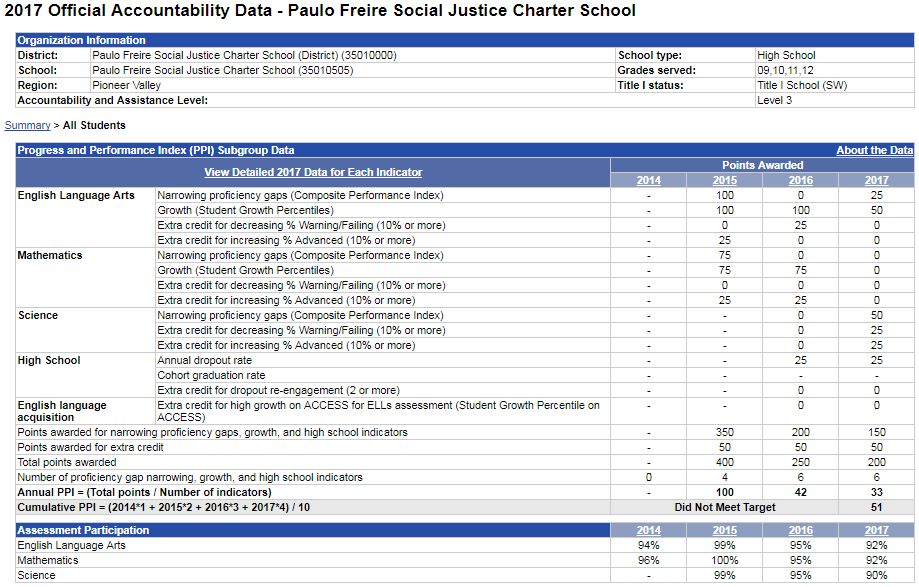 2017 Official Accountability Data - Paulo Freire Social Justice Charter School
Organization Information
District: Paulo Freire Social Justice Charter School (District) (35010000) School type: High School
School: Paulo Freire Social Justice Charter School (35010505) Grades served: 09,10,11,12
Region: Pioneer Valley Title I status: Title I School (SW)
Accountability and Assistance Level: Level 3
Summary > All Students
Progress and Performance Index (PPI) Subgroup Data About the Data
View Detailed 2017 Data for Each Indicator Points Awarded
2014 2015 2016 2017
English Language Arts Narrowing proficiency gaps (Composite Performance Index) - 100 0 25
Growth (Student Growth Percentiles) - 100 100 50
Extra credit for decreasing % Warning/Failing (10% or more) - 0 25 0
Extra credit for increasing % Advanced (10% or more) - 25 0 0
Mathematics Narrowing proficiency gaps (Composite Performance Index) - 75 0 0
Growth (Student Growth Percentiles) - 75 75 0
Extra credit for decreasing % Warning/Failing (10% or more) - 0 0 0
Extra credit for increasing % Advanced (10% or more) - 25 25 0
Science Narrowing proficiency gaps (Composite Performance Index) - - 0 50
Extra credit for decreasing % Warning/Failing (10% or more) - - 0 25
Extra credit for increasing % Advanced (10% or more) - - 0 25
High School Annual dropout rate - - 25 25
Cohort graduation rate - - - -
Extra credit for dropout re-engagement (2 or more) - - 0 0
English language acquisition Extra credit for high growth on ACCESS for ELLs assessment (Student Growth Percentile on ACCESS) - - 0 0
Points awarded for narrowing proficiency gaps, growth, and high school indicators - 350 200 150
Points awarded for extra credit - 50 50 50
Total points awarded - 400 250 200
Number of proficiency gap narrowing, growth, and high school indicators 0 4 6 6
Annual PPI = (Total points / Number of indicators) - 100 42 33
Cumulative PPI = (2014*1 + 2015*2 + 2016*3 + 2017*4) / 10 Did Not Meet Target 51
Assessment Participation 2014 2015 2016 2017
English Language Arts 94% 99% 95% 92%
Mathematics 96% 100% 95% 92%
Science - 99% 95% 90%